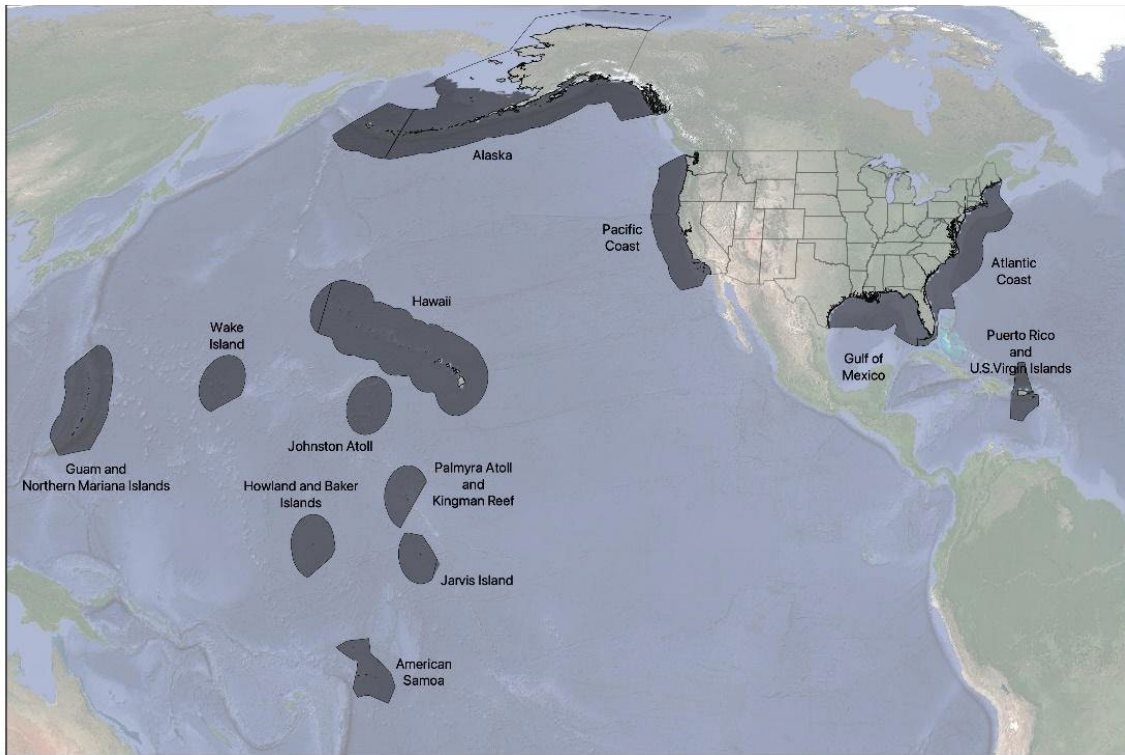 Alaska
Pacific
Coast
Atlantic
Coast
Hawaii
Wake
Island
Puerto Rico
and
U.S.Virgin Islands
Gulf of
Mexico
Johnston Atoll
Guam and
Northern Mariana Islands
Palmyra Atoll
and
Kingman Reef
Howland and Baker
Islands
Jarvis Island
American
Samoa